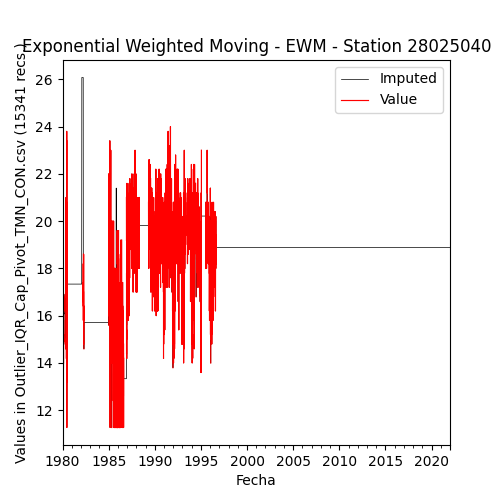 Exponential Weighted Moving - EWM - Station 28025040
Values in Outlier_IQR_Cap_Pivot_TMN_CON.csv (15341 recs.)
26
24
22
20
18
16
14
12
Imputed
Value
1980 1985 1990 1995 2000 2005 2010 2015 2020
Fecha